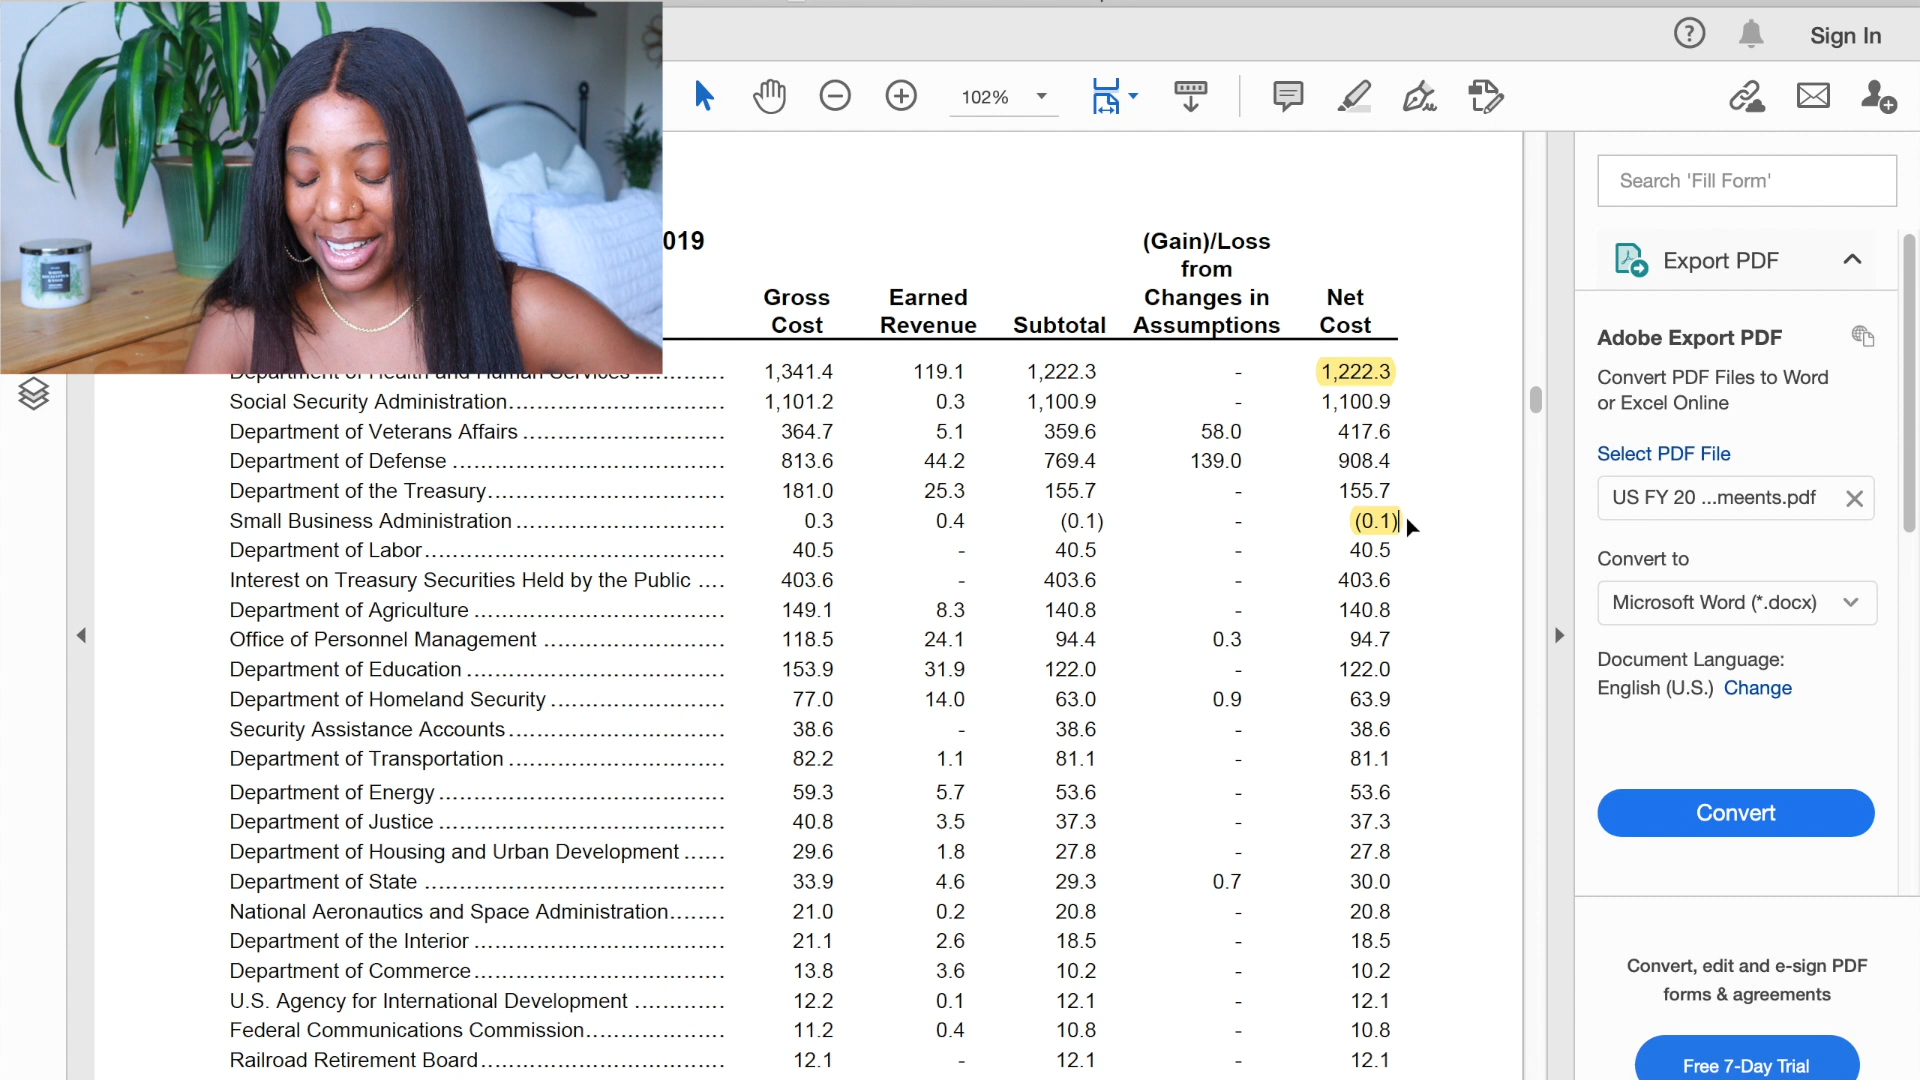 Sign In
102%
Search 'Fill Form'
019
(Gain)/Loss
from
Gross Earned Changes in Net
Cost Revenue Subtotal Assumptions Cost
Department of Health and Human Services............ 1,341.4 119.1 1,222.3 - 1,222.3
Social Security Administration................................. 1,101.2 0.3 1,100.9 - 1,100.9
Department of Veterans Affairs ............................... 364.7 5.1 359.6 58.0 417.6
Department of Defense .......................................... 813.6 44.2 769.4 139.0 908.4
Department of the Treasury.................................... 181.0 25.3 155.7 - 155.7
Small Business Administration ................................ 0.3 0.4 (0.1) - (0.1)
Department of Labor.............................................. 40.5 - 40.5 - 40.5
Interest on Treasury Securities Held by the Public .... 403.6 - 403.6 - 403.6
Department of Agriculture ....................................... 149.1 8.3 140.8 - 140.8
Office of Personnel Management ............................ 118.5 24.1 94.4 0.3 94.7
Department of Education ........................................ 153.9 31.9 122.0 - 122.0
Department of Homeland Security ........................... 77.0 14.0 63.0 0.9 63.9
Security Assistance Accounts................................. 38.6 - 38.6 - 38.6
Department of Transportation ................................. 82.2 1.1 81.1 - 81.1
Department of Energy ............................................ 59.3 5.7 53.6 - 53.6
Department of Justice ............................................ 40.8 3.5 37.3 - 37.3
Department of Housing and Urban Development ...... 29.6 1.8 27.8 - 27.8
Department of State ............................................... 33.9 4.6 29.3 0.7 30.0
National Aeronautics and Space Administration........ 21.0 0.2 20.8 - 20.8
Department of the Interior ....................................... 21.1 2.6 18.5 - 18.5
Department of Commerce....................................... 13.8 3.6 10.2 - 10.2
U.S. Agency for International Development ............. 12.2 0.1 12.1 - 12.1
Federal Communications Commission..................... 11.2 0.4 10.8 - 10.8
Railroad Retirement Board...................................... 12.1 - 12.1 - 12.1
Export PDF
Adobe Export PDF
Convert PDF Files to Word
or Excel Online
Select PDF File
US FY 20 ...meents.pdf
Convert to
Microsoft Word (*.docx)
Document Language:
English (U.S.) Change
Convert
Convert, edit and e-sign PDF
forms & agreements
Free 7-Day Trial